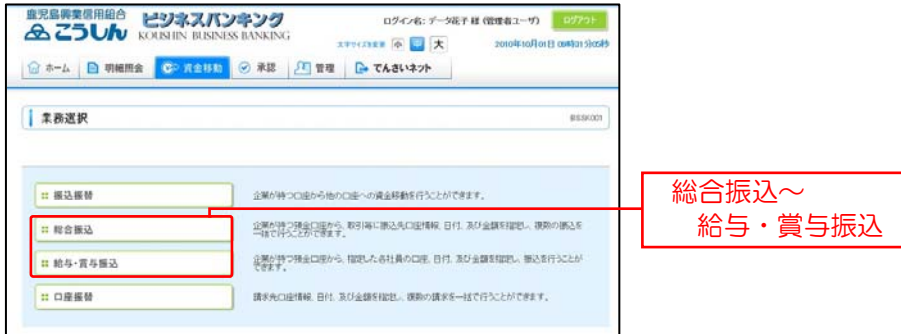 鹿児島興業信用組合
こうしん
ビジネスバンキング
KOUSHIN BUSINESS BANKING
ログイン名: データ花子 様 (管理者ユーザ)
ログアウト
文字サイズを変更 小 中 大
2010年10月01日
ホーム 明細照会 資金移動 承認 管理 でんさいネット
業務選択
BSSK001
振込振替
企業が持つ口座から他の口座への資金移動を行うことができます。
総合振込
企業が持つ預金口座から、取引毎に振込先口座情報、日付、及び金額を指定し、複数の振込を
一括で行うことができます。
給与・賞与振込
企業が持つ預金口座から、指定した各社員の口座、日付、及び金額を指定し、振込を行うことが
できます。
口座振替
請求先口座情報、日付、及び金額を指定し、複数の請求を一括で行うことができます。
総合振込～
給与・賞与振込